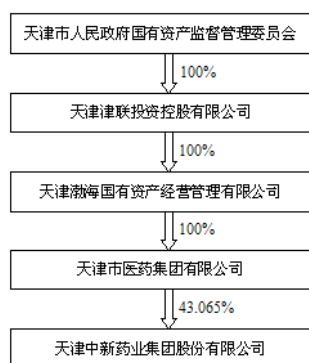 天津市人民政府国有资产监督管理委员会
100%
天津津联投资控股有限公司
100%
天津渤海国有资产经营管理有限公司
100%
天津市医药集团有限公司
43.065%
天津中新药业集团股份有限公司